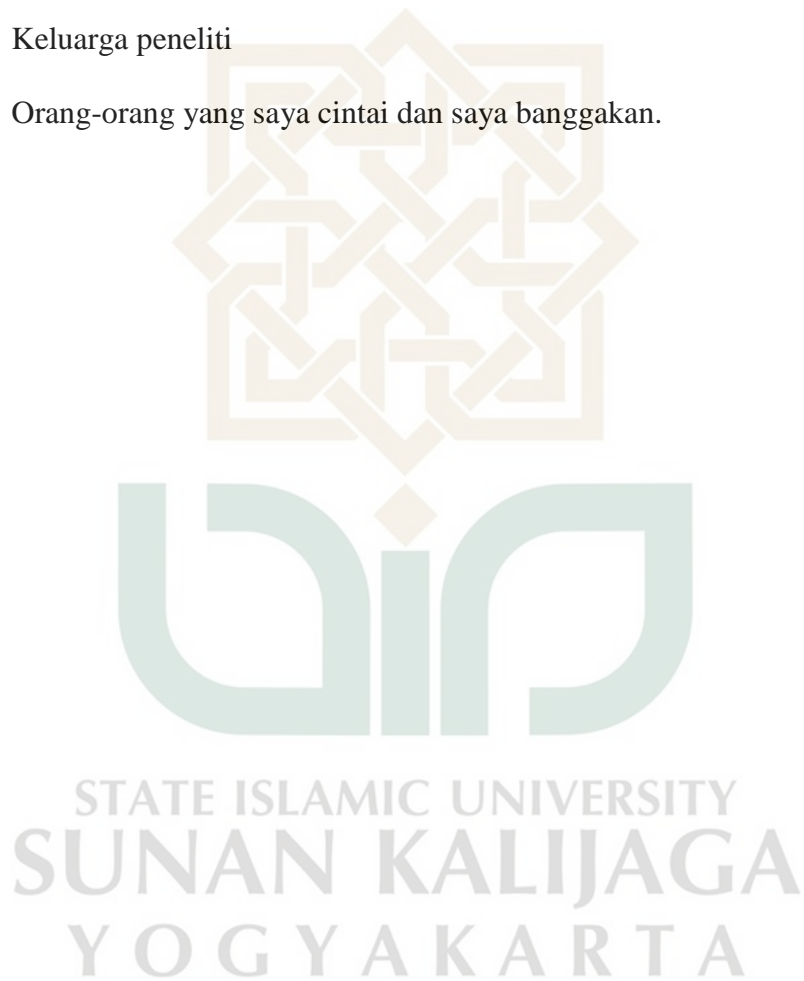 Keluarga peneliti
Orang-orang yang saya cintai dan saya banggakan.
STATE ISLAMIC UNIVERSITY
SUNAN KALIJAGA
YOGYAKARTA